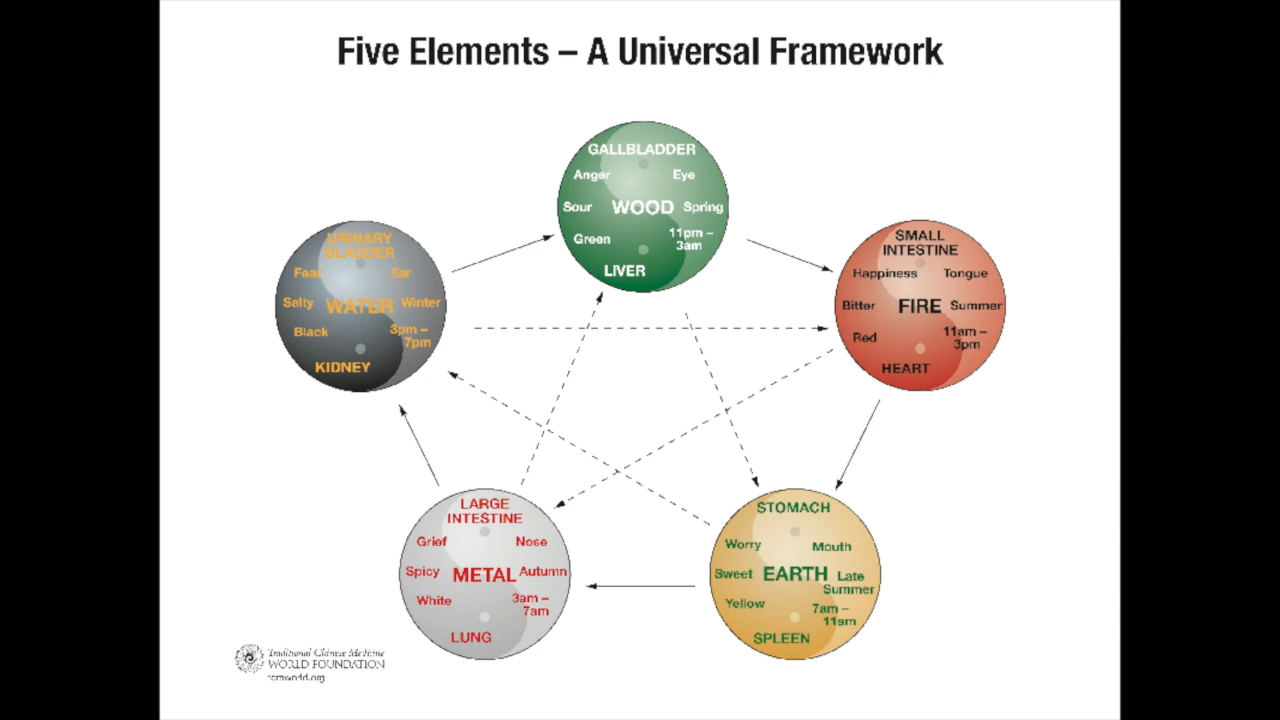 Five Elements – A Universal Framework
GALLBLADDER
Anger Eye
Sour WOOD Spring
Green 11pm –
3am
LIVER
URINARY
BLADDER
Fear Ear
Salty WATER Winter
Black 3pm –
7pm
KIDNEY
SMALL
INTESTINE
Happiness Tongue
Bitter FIRE Summer
Red 11am –
3pm
HEART
LARGE
INTESTINE
Grief Nose
Spicy METAL Autumn
White 3am –
7am
LUNG
STOMACH
Worry Mouth
Sweet EARTH Late
Summer
Yellow 7am –
11am
SPLEEN
Traditional Chinese Medicine
WORLD FOUNDATION
tcmworld.org